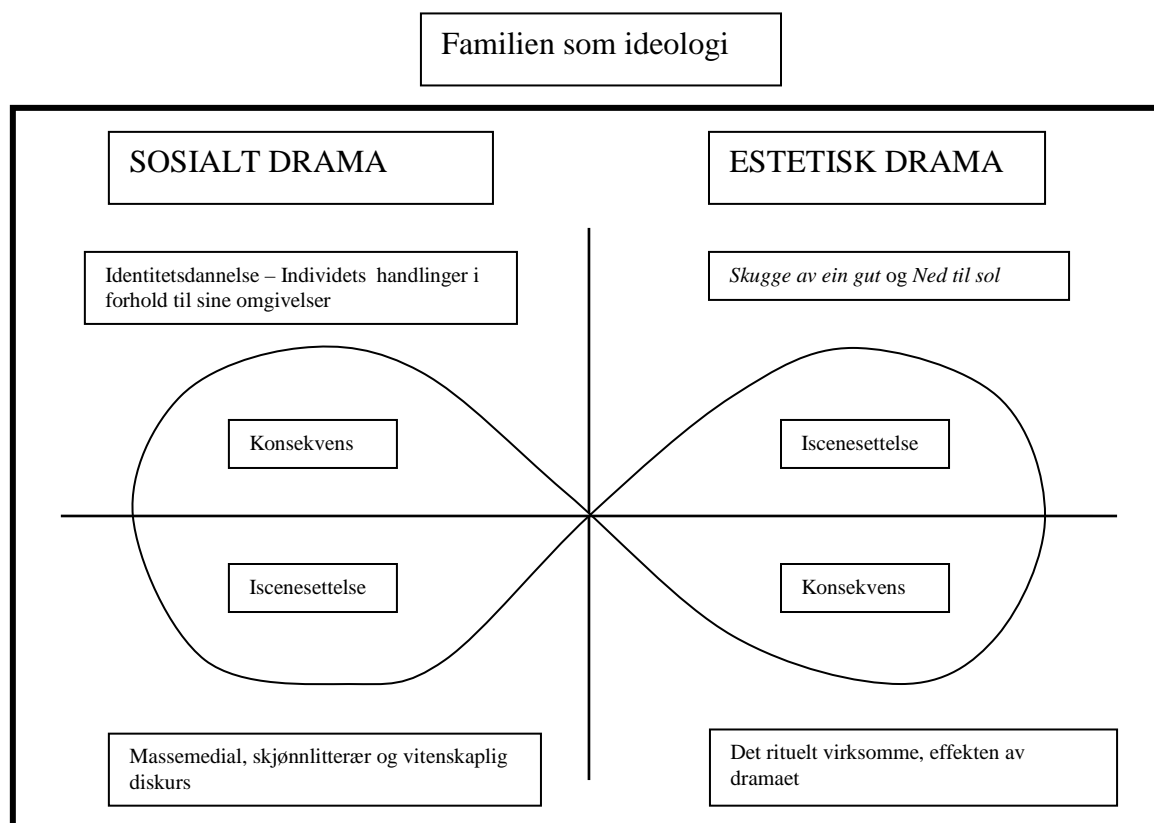 Familien som ideologi
SOSIALT DRAMA
ESTETISK DRAMA
Identitetsdannelse – Individets handlinger i
forhold til sine omgivelser
Skugge av ein gut og Ned til sol
Konsekvens
Iscenesettelse
Iscenesettelse
Konsekvens
Massemedial, skjønnlitterær og vitenskaplig
diskurs
Det rituelt virksomme, effekten av
dramaet